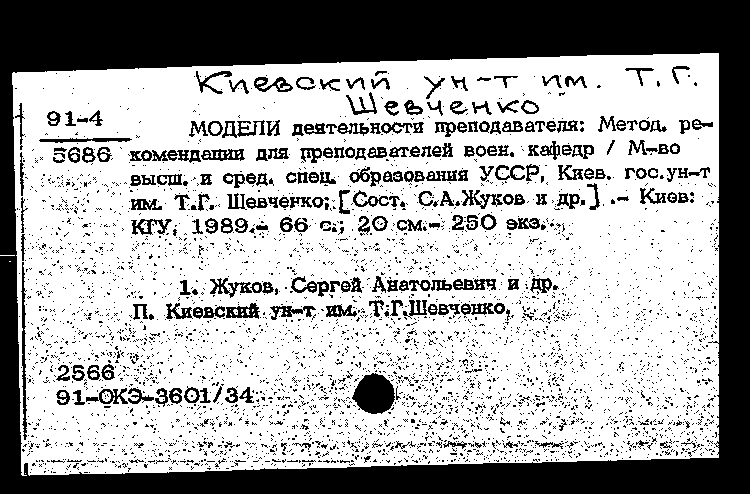 Киевский ун-т им. Т.Г.
Шевченко
91-4
МОДЕЛИ деятельности преподавателя: Метод. ре-
5686 комендации для преподавателей воен. кафедр / М-во
высш. и сред. спец. образования УССР, Киев. гос.ун-т
им. Т.Г. Шевченко; [Сост. С.А.Жуков и др.] .- Киев:
КГУ, 1989.- 66 с.; 20 см.- 250 экз.
1. Жуков, Сергей Анатольевич и др.
П. Киевский ун-т им. Т.Г.Шевченко.
2566
91-ОКЭ-3601/34